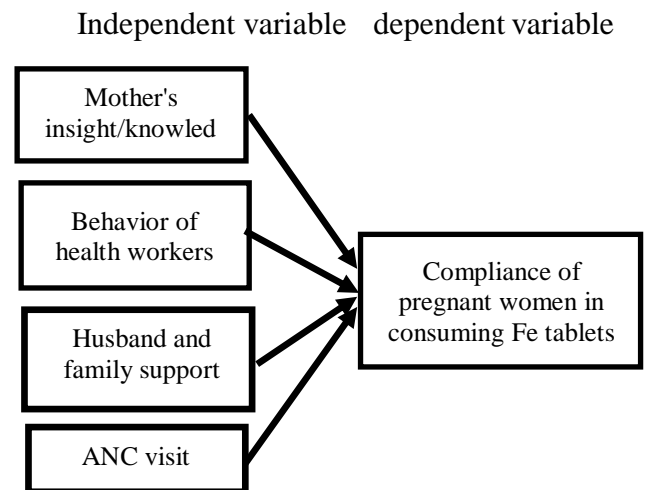 Independent variable dependent variable
Mother's
insight/knowled
Behavior of
health workers
Husband and
family support
ANC visit
Compliance of
pregnant women in
consuming Fe tablets